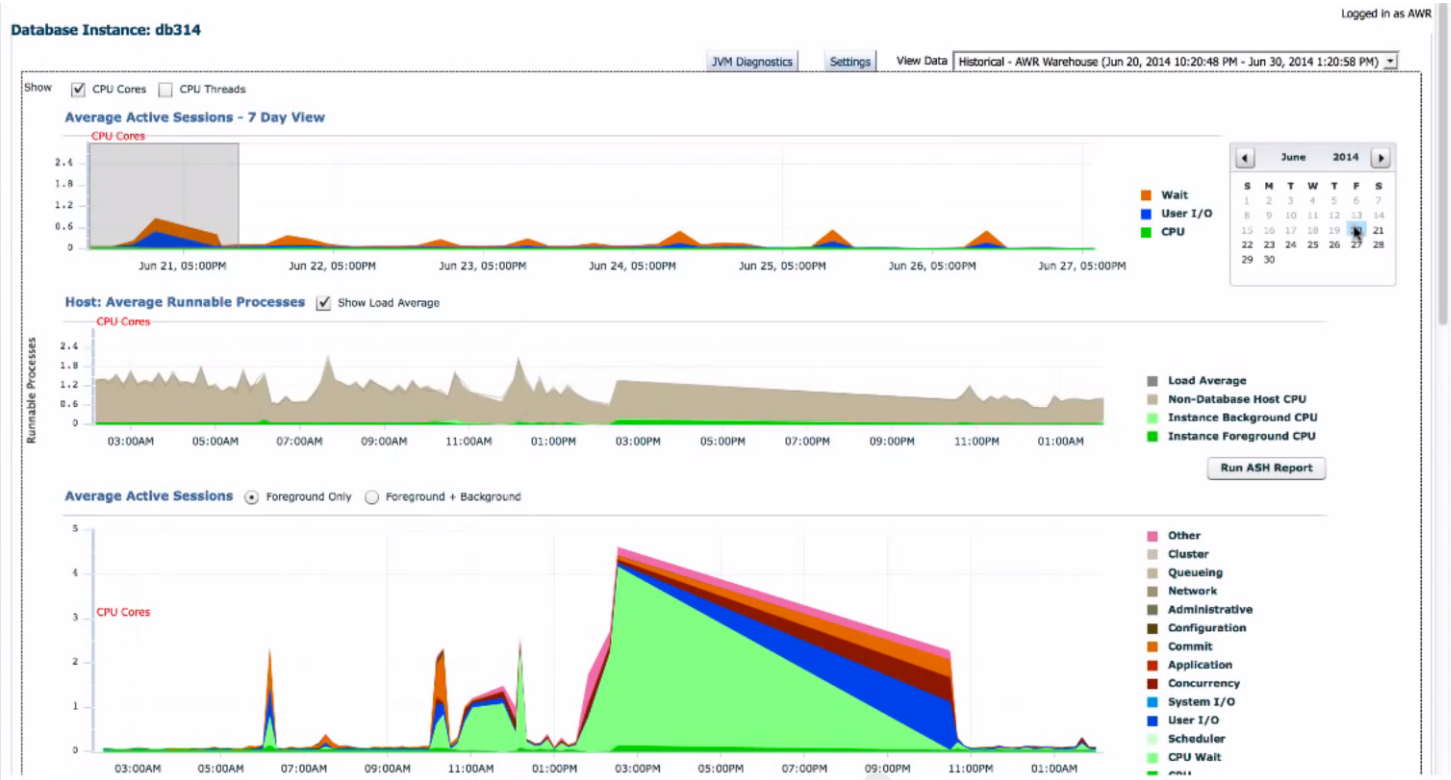 Logged in as AWR
Database Instance: db314
JVM Diagnostics Settings View Data Historical - AWR Warehouse (Jun 20, 2014 10:20:48 PM - Jun 30, 2014 1:20:58 PM)
Show CPU Cores CPU Threads
Average Active Sessions - 7 Day View
CPU Cores
2.4
1.8
1.2
0.6
0
Jun 21, 05:00PM Jun 22, 05:00PM Jun 23, 05:00PM Jun 24, 05:00PM Jun 25, 05:00PM Jun 26, 05:00PM Jun 27, 05:00PM
Wait
User I/O
CPU
June 2014
S M T W T F S
1 2 3 4 5 6 7
8 9 10 11 12 13 14
15 16 17 18 19 20 21
22 23 24 25 26 27 28
29 30
Host: Average Runnable Processes Show Load Average
CPU Cores
Runnable Processes
2.4
1.8
1.2
0.6
0
03:00AM 05:00AM 07:00AM 09:00AM 11:00AM 01:00PM 03:00PM 05:00PM 07:00PM 09:00PM 11:00PM 01:00AM
Load Average
Non-Database Host CPU
Instance Background CPU
Instance Foreground CPU
Run ASH Report
Average Active Sessions Foreground Only Foreground + Background
5
4
CPU Cores
3
2
1
0
03:00AM 05:00AM 07:00AM 09:00AM 11:00AM 01:00PM 03:00PM 05:00PM 07:00PM 09:00PM 11:00PM 01:00AM
Other
Cluster
Queueing
Network
Administrative
Configuration
Commit
Application
Concurrency
System I/O
User I/O
Scheduler
CPU Wait
CPU